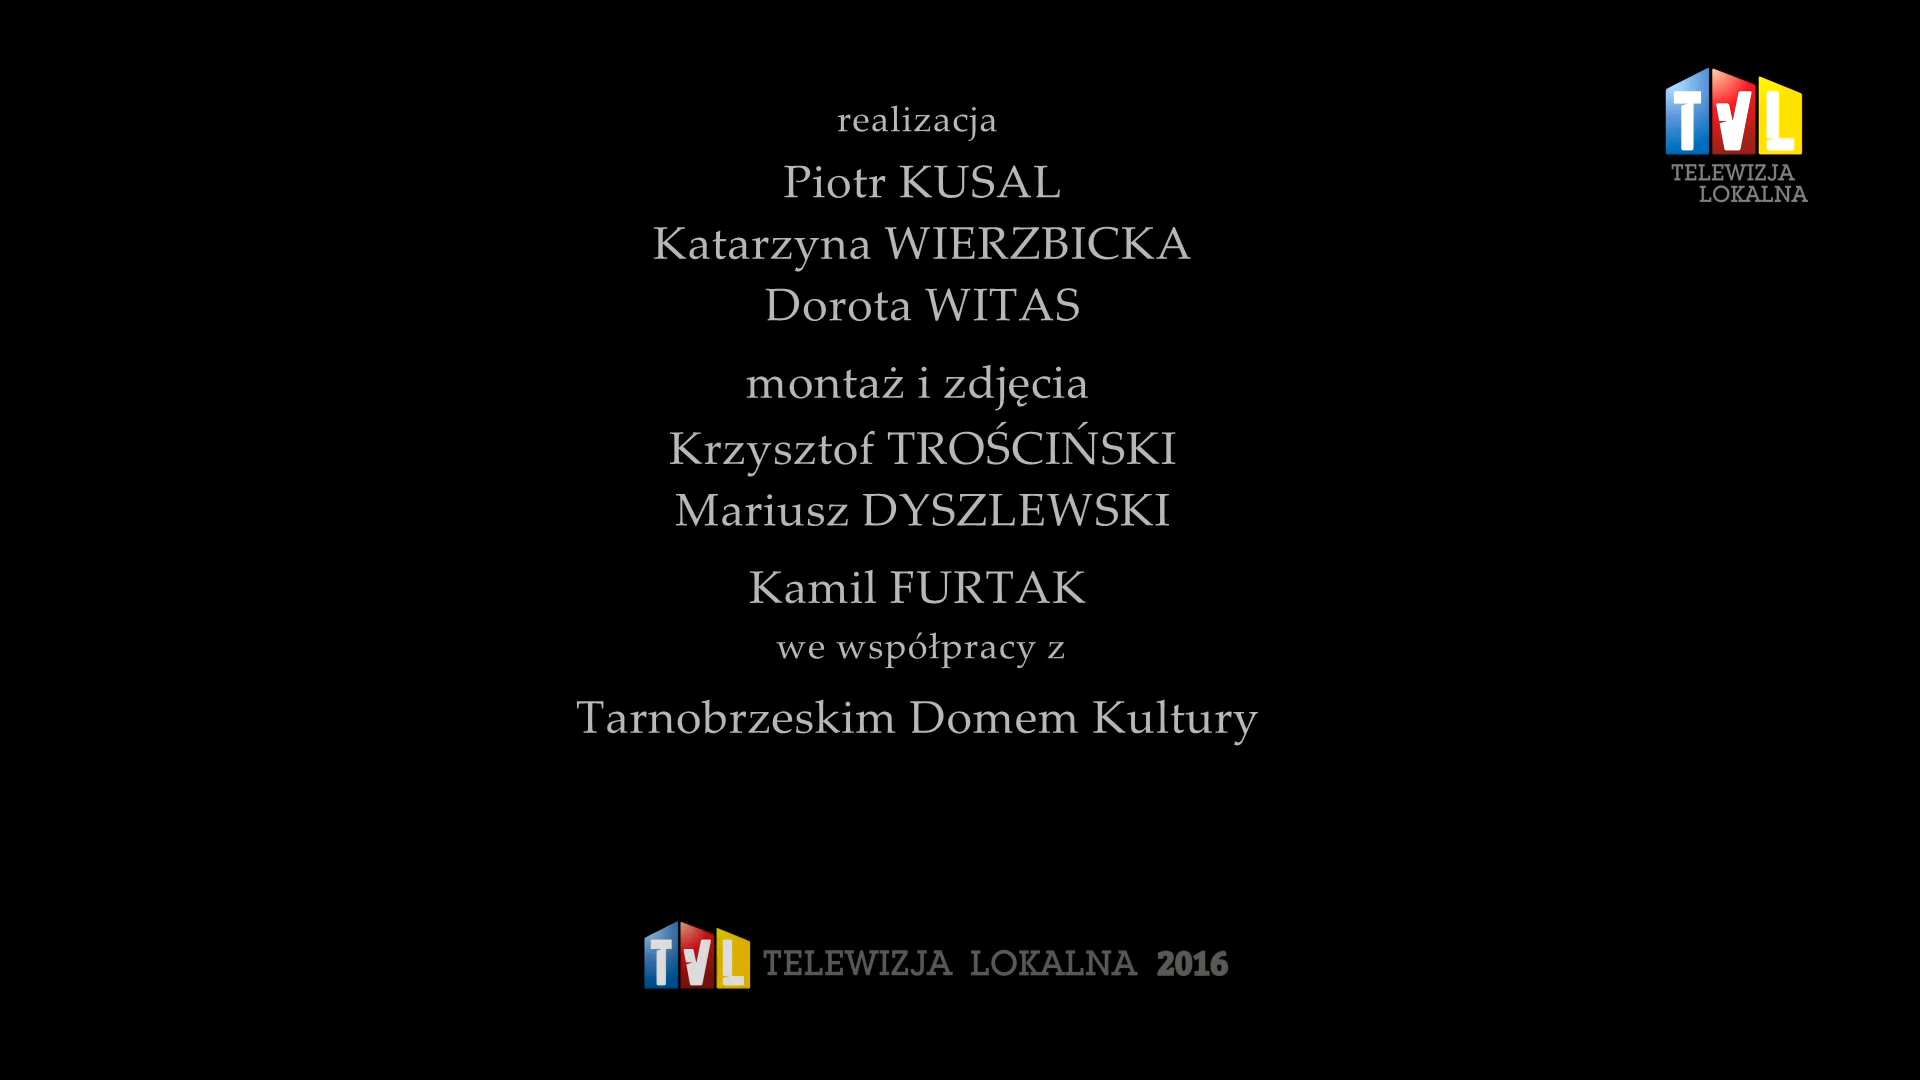 TVL
TELEWIZJA
LOKALNA
realizacja
Piotr KUSAL
Katarzyna WIERZBICKA
Dorota WITAS
montaż i zdjęcia
Krzysztof TROŚCIŃSKI
Mariusz DYSZLEWSKI
Kamil FURTAK
we współpracy z
Tarnobrzeskim Domem Kultury
TVL TELEWIZJA LOKALNA 2016